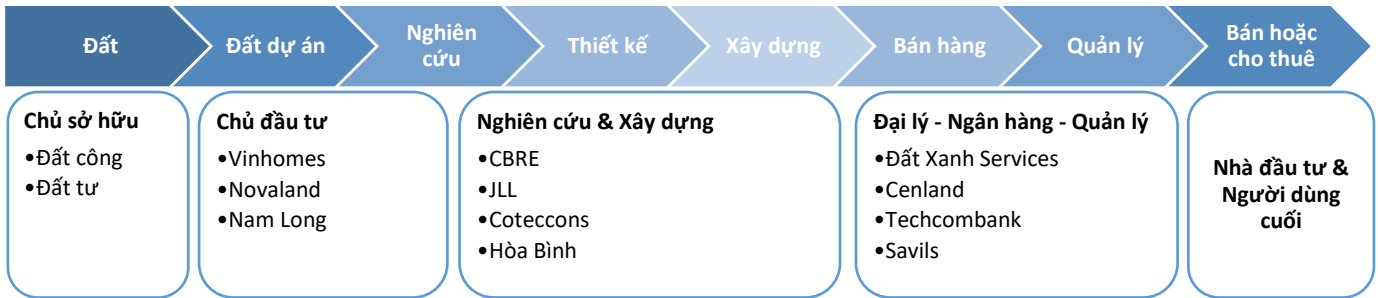 Đất
Đất dự án
Nghiên
cứu
Thiết kế
Xây dựng
Bán hàng
Quản lý
Bán hoặc
cho thuê
Chủ sở hữu
•Đất công
•Đất tư
Chủ đầu tư
•Vinhomes
•Novaland
•Nam Long
Nghiên cứu & Xây dựng
•CBRE
•JLL
•Coteccons
•Hòa Bình
Đại lý - Ngân hàng - Quản lý
•Đất Xanh Services
•Cenland
•Techcombank
•Savils
Nhà đầu tư &
Người dùng
cuối